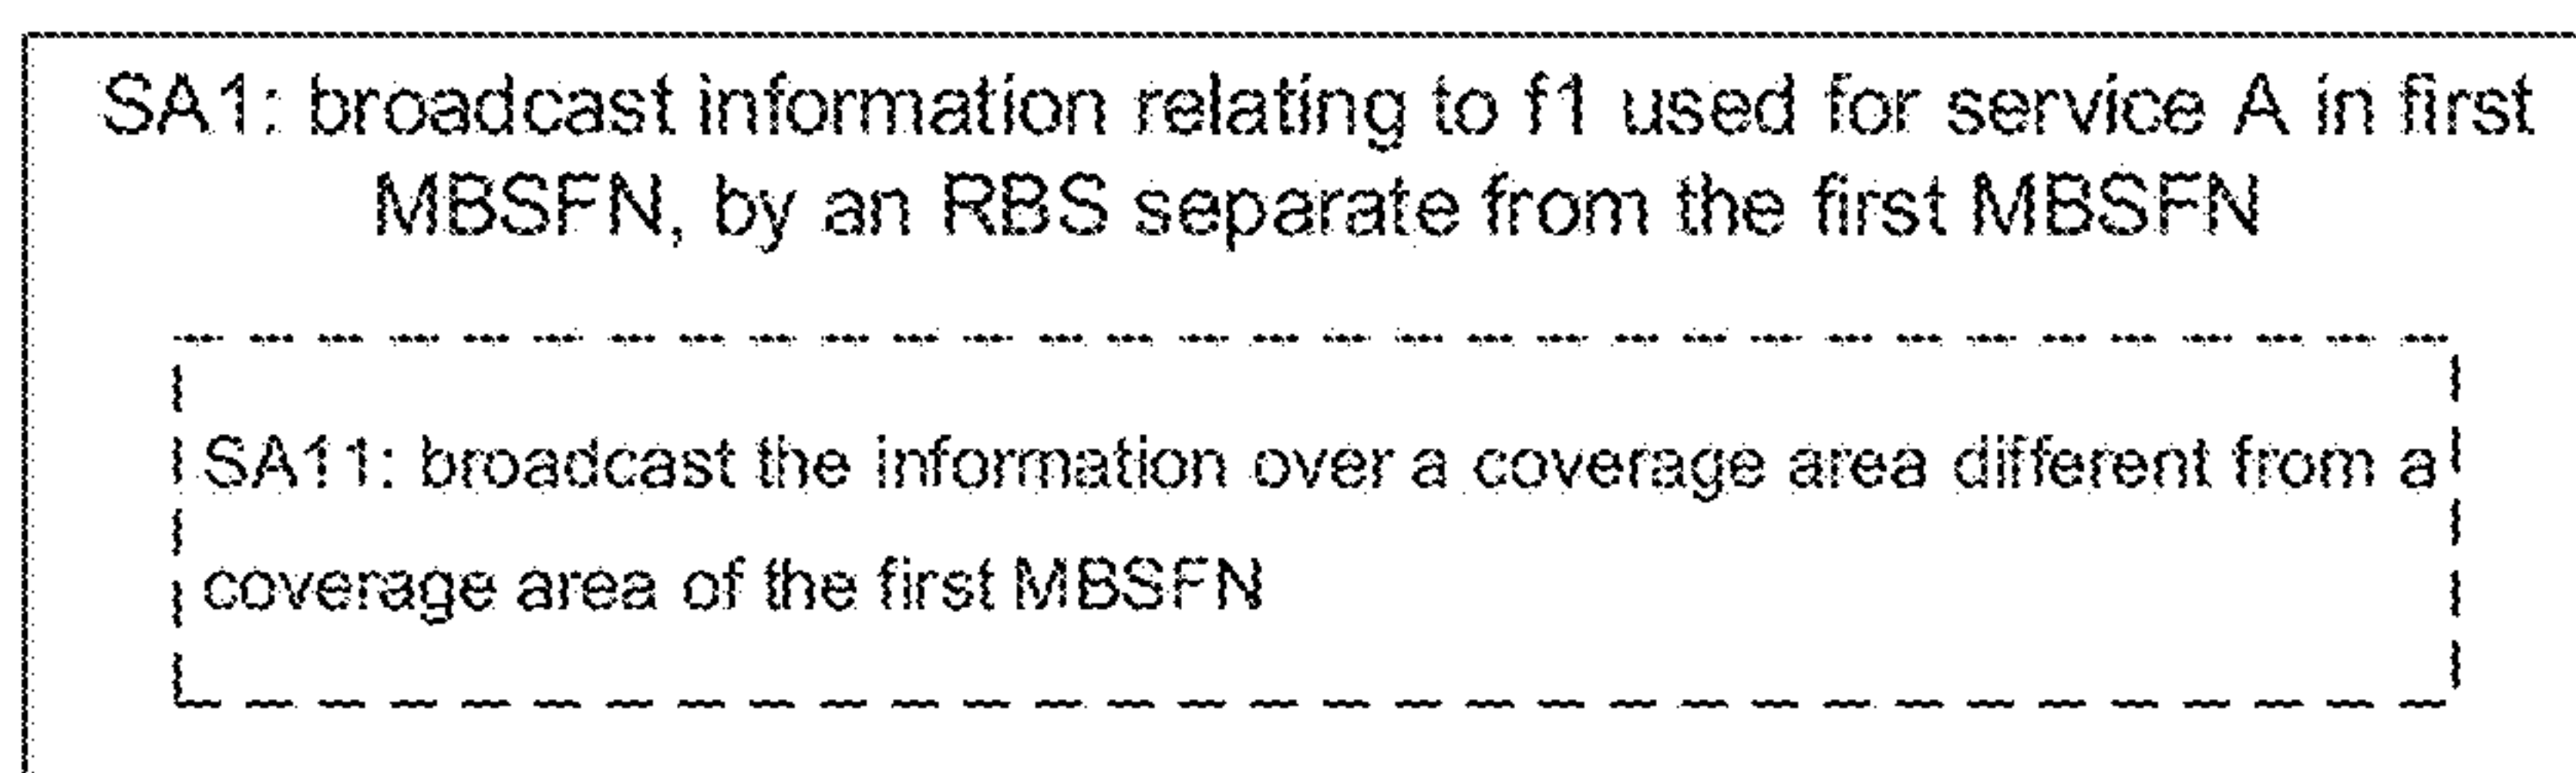 SA1: broadcast information relating to f1 used for service A in first
MBSFN, by an RBS separate from the first MBSFN
SA11: broadcast the information over a coverage area different from a
coverage area of the first MBSFN